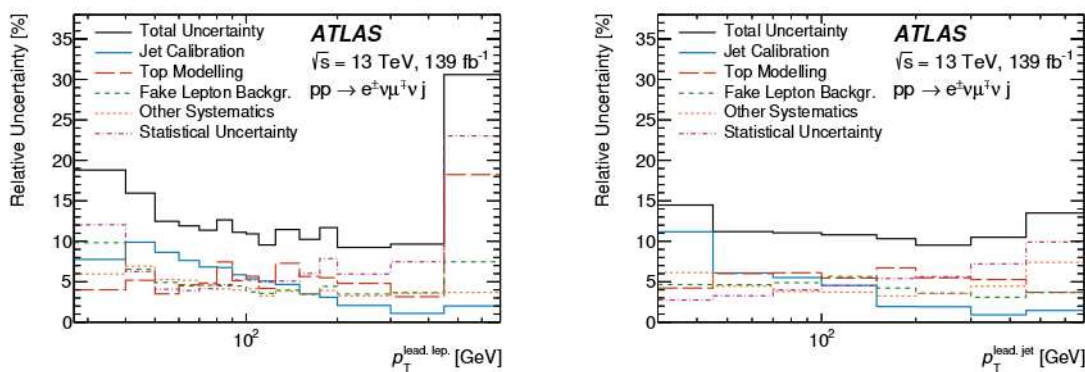 Relative Uncertainty [%]
35
30
25
20
15
10
5
0
Total Uncertainty
Jet Calibration
Top Modelling
Fake Lepton Backgr.
Other Systematics
Statistical Uncertainty
ATLAS
√s = 13 TeV, 139 fb⁻¹
pp → e±νμ∓ν j
10²
p_T^lead. lep. [GeV]
Relative Uncertainty [%]
35
30
25
20
15
10
5
0
Total Uncertainty
Jet Calibration
Top Modelling
Fake Lepton Backgr.
Other Systematics
Statistical Uncertainty
ATLAS
√s = 13 TeV, 139 fb⁻¹
pp → e±νμ∓ν j
10²
p_T^lead. jet [GeV]